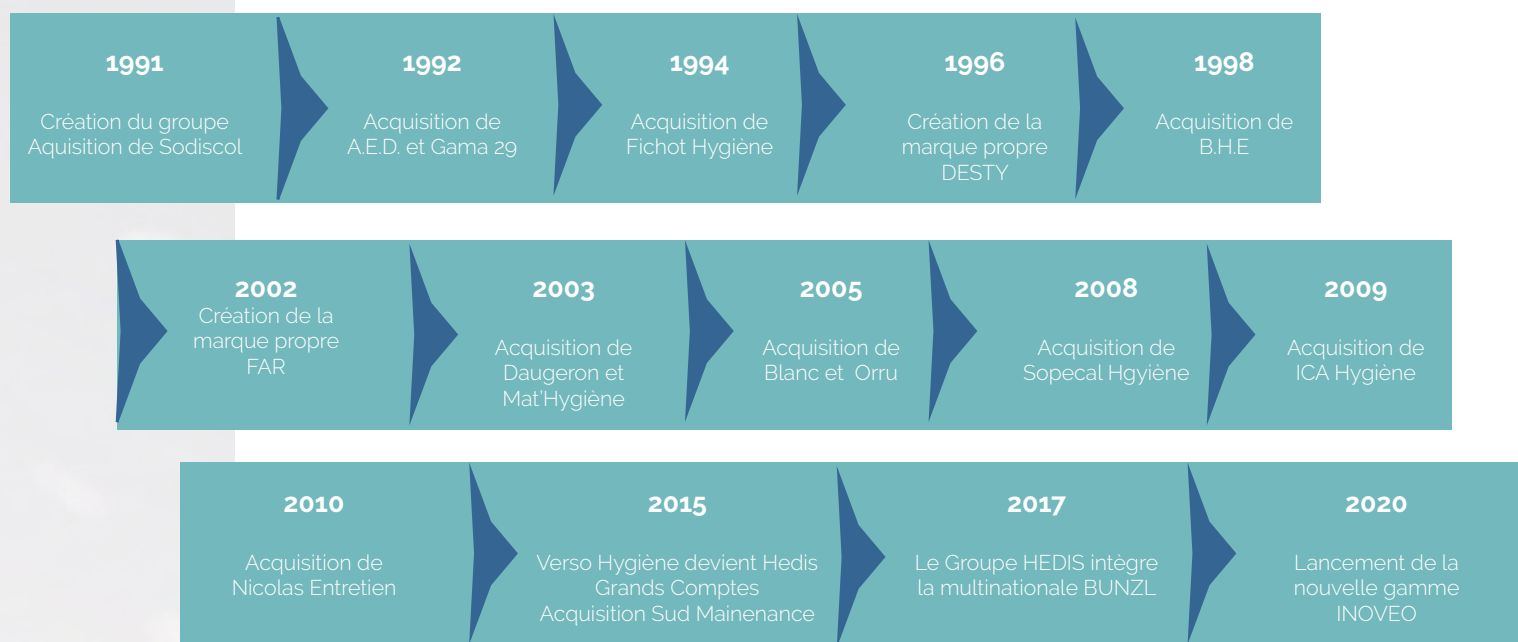 1991
Création du groupe
Aquisition de Sodiscol
1992
Acquisition de
A.E.D. et Gama 29
1994
Acquisition de
Fichot Hygiène
1996
Création de la
marque propre
DESTY
1998
Acquisition de
B.H.E
2002
Création de la
marque propre
FAR
2003
Acquisition de
Daugeron et
Mat'Hygiène
2005
Acquisition de
Blanc et Orru
2008
Acquisition de
Sopecal Hgyiène
2009
Acquisition de
ICA Hygiène
2010
Acquisition de
Nicolas Entretien
2015
Verso Hygiène devient Hedis
Grands Comptes
Acquisition Sud Mainenance
2017
Le Groupe HEDIS intègre
la multinationale BUNZL
2020
Lancement de la
nouvelle gamme
INOVEO